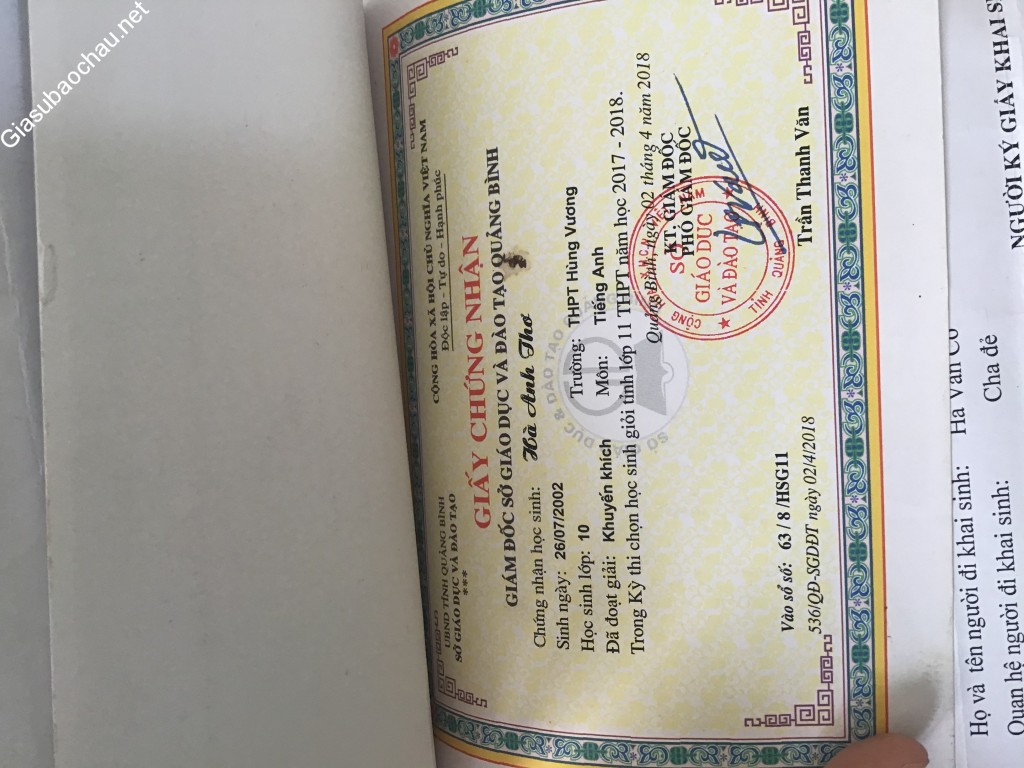 Giasubaochau.net
UBND TỈNH QUẢNG BÌNH
SỞ GIÁO DỤC VÀ ĐÀO TẠO
***
CỘNG HÒA XÃ HỘI CHỦ NGHĨA VIỆT NAM
Độc lập - Tự do - Hạnh phúc
GIẤY CHỨNG NHẬN
GIÁM ĐỐC SỞ GIÁO DỤC VÀ ĐÀO TẠO QUẢNG BÌNH
Chứng nhận học sinh: Hà Anh Thơ
Sinh ngày: 26/07/2002
Học sinh lớp: 10 Trường: THPT Hùng Vương
Đã đoạt giải: Khuyến khích Môn: Tiếng Anh
Trong Kỳ thi chọn học sinh giỏi tỉnh lớp 11 THPT năm học 2017 - 2018.
Quảng Bình, ngày 02 tháng 4 năm 2018
KT. GIÁM ĐỐC
PHÓ GIÁM ĐỐC
SỞ
GIÁO DỤC
VÀ ĐÀO TẠO
TỈNH QUẢNG BÌNH
Trần Thanh Văn
Vào sổ số: 63 / 8 /HSG11
536/QĐ-SGDĐT ngày 02/4/2018
Họ và tên người đi khai sinh: Hà Văn
Quan hệ người đi khai sinh: Cha đẻ
NGƯỜI KÝ GIẤY KHAI